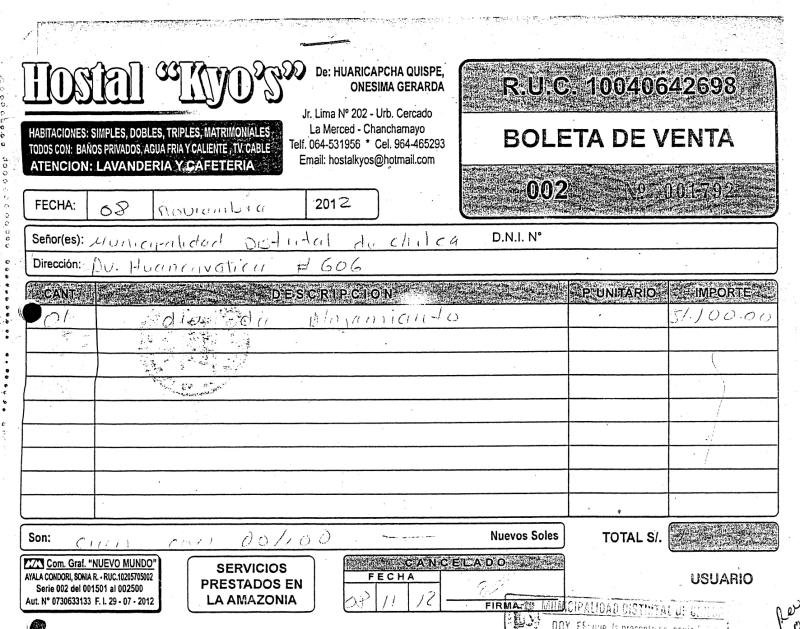 Hostal "Kyo's"
De: HUARICAPCHA QUISPE,
ONESIMA GERARDA
Jr. Lima Nº 202 - Urb. Cercado
La Merced - Chanchamayo
Telf. 064-531956 * Cel. 964-465293
Email: hostalkyos@hotmail.com
HABITACIONES: SIMPLES, DOBLES, TRIPLES, MATRIMONIALES
TODOS CON: BAÑOS PRIVADOS, AGUA FRIA Y CALIENTE, TV. CABLE
ATENCION: LAVANDERIA Y CAFETERIA
R.U.C. 10040642698
BOLETA DE VENTA
002 Nº 001792
FECHA: 08 noviembre 2012
Señor(es): Municipalidad Distrital de Chilca D.N.I. Nº
Dirección: Av. Huancavelica # 606
CANT. DESCRIPCION P. UNITARIO IMPORTE
01 dia de Alojamiento S/.100.00
Son: cien con 00/100 Nuevos Soles TOTAL S/.
Com. Graf. "NUEVO MUNDO"
AYALA CONDORI, SONIA R. - RUC.10205705002
Serie 002 del 001501 al 002500
Aut. Nº 0730633133 F. I. 29 - 07 - 2012
SERVICIOS
PRESTADOS EN
LA AMAZONIA
CANCELADO
FECHA
08 11 12
FIRMA
USUARIO
MUNICIPALIDAD DISTRITAL DE
DOY FE: que la presente es